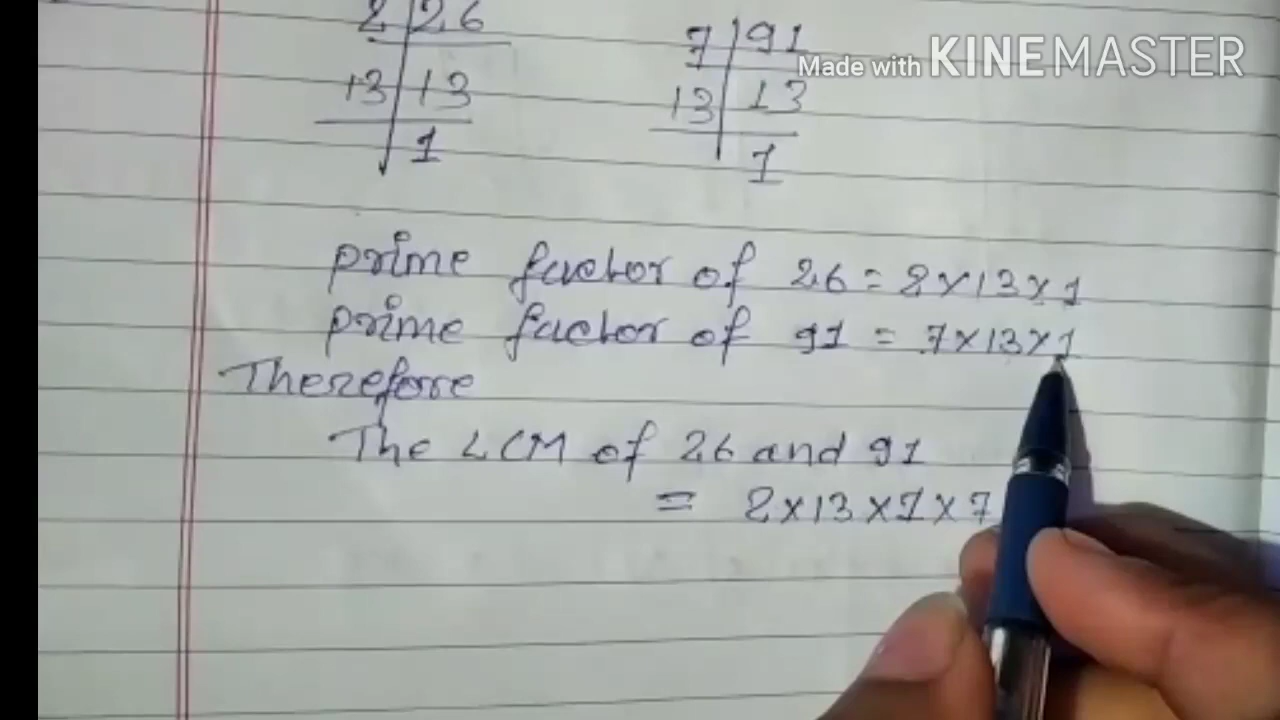 2 | 26
13 | 13
1
7 | 91
13 | 13
1
Made with KINEMASTER
prime factor of 26 = 2×13×1
prime factor of 91 = 7×13×1
Therefore
The LCM of 26 and 91
= 2×13×1×7